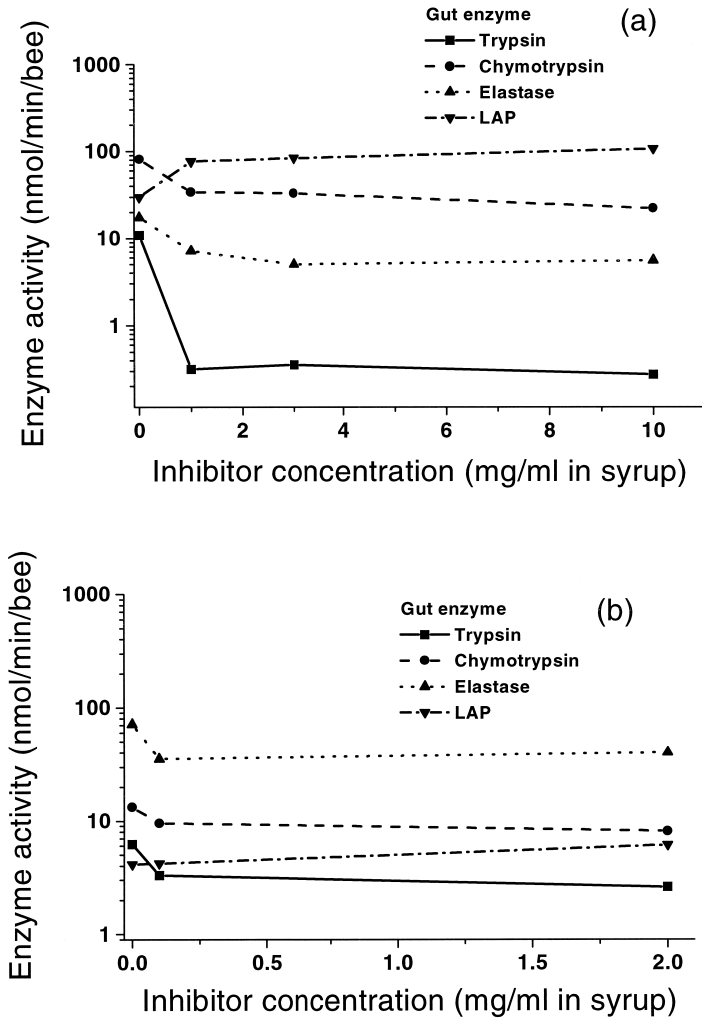 (a)
Gut enzyme
Trypsin
Chymotrypsin
Elastase
LAP
Enzyme activity (nmol/min/bee)
1000
100
10
1
0 2 4 6 8 10
Inhibitor concentration (mg/ml in syrup)
(b)
Gut enzyme
Trypsin
Chymotrypsin
Elastase
LAP
Enzyme activity (nmol/min/bee)
1000
100
10
1
0.0 0.5 1.0 1.5 2.0
Inhibitor concentration (mg/ml in syrup)